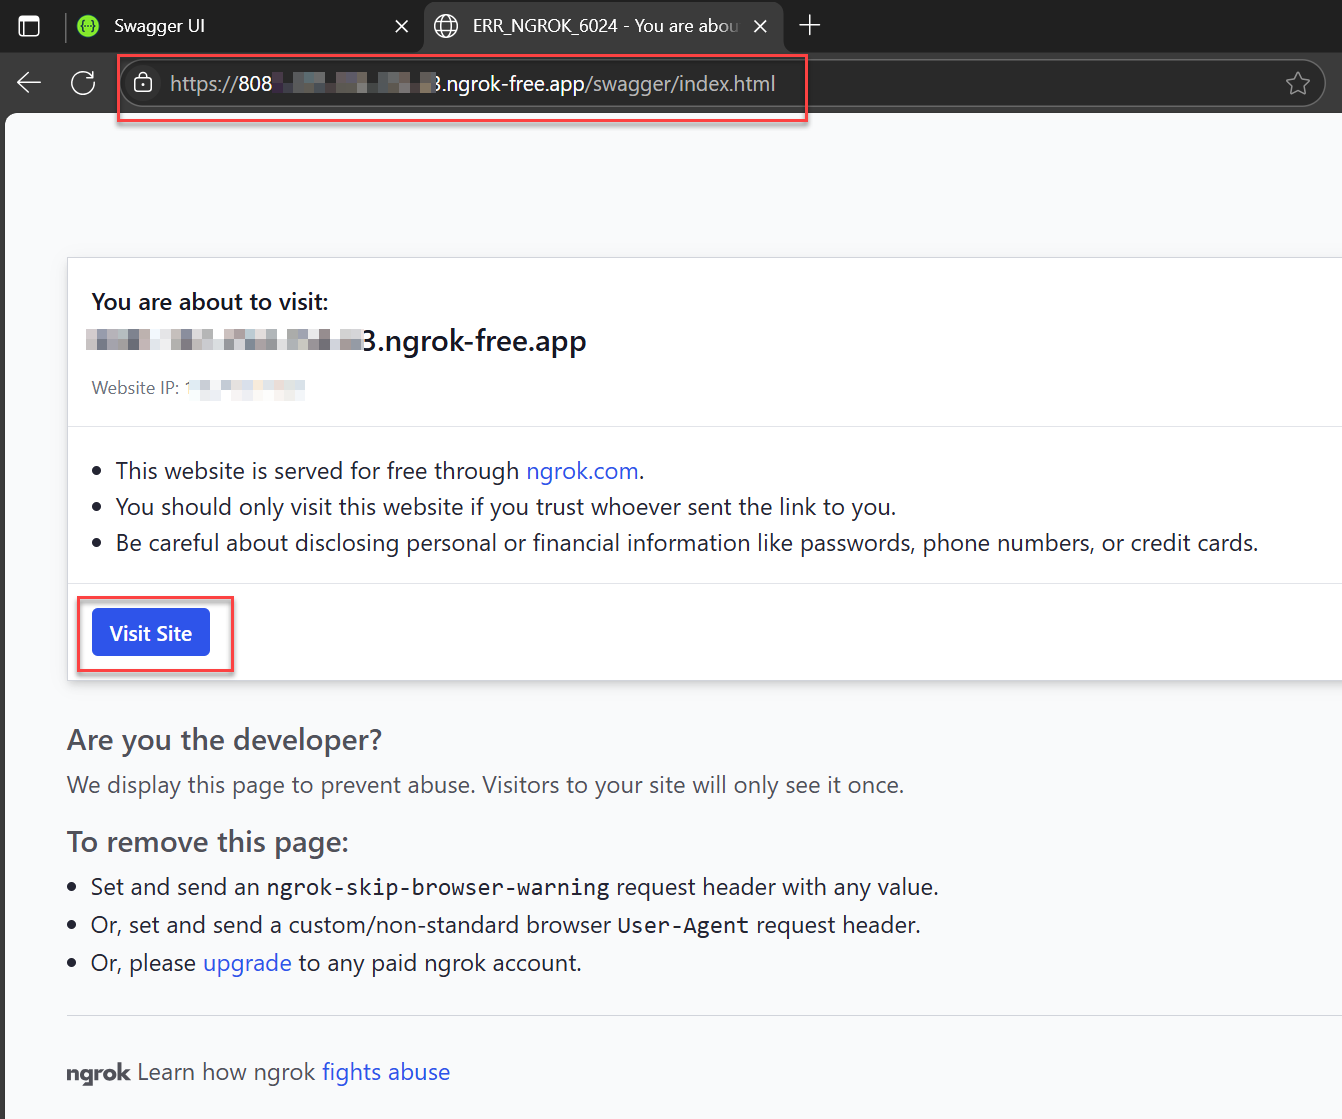 Swagger UI
ERR_NGROK_6024 - You are abou
https://808 3.ngrok-free.app/swagger/index.html
You are about to visit:
3.ngrok-free.app
Website IP:
This website is served for free through ngrok.com.
You should only visit this website if you trust whoever sent the link to you.
Be careful about disclosing personal or financial information like passwords, phone numbers, or credit cards.
Visit Site
Are you the developer?
We display this page to prevent abuse. Visitors to your site will only see it once.
To remove this page:
Set and send an ngrok-skip-browser-warning request header with any value.
Or, set and send a custom/non-standard browser User-Agent request header.
Or, please upgrade to any paid ngrok account.
ngrok Learn how ngrok fights abuse